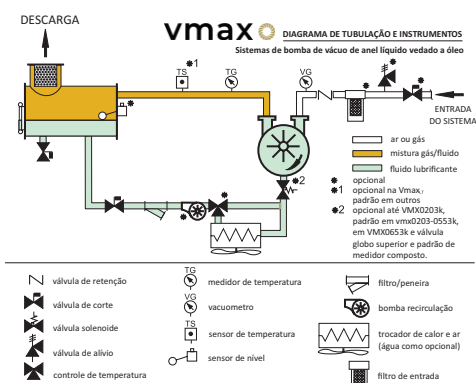 DESCARGA
vmax
DIAGRAMA DE TUBULAÇÃO E INSTRUMENTOS
Sistemas de bomba de vácuo de anel líquido vedado a óleo
*1
TS
TG
VG
*
*
ENTRADA
DO SISTEMA
*
*
*2
*
*
*
ar ou gás
mistura gás/fluido
fluido lubrificante
* opcional
*1 opcional na Vmax,
padrão em outros
*2 opcional até VMX0203k,
padrão em vmx0203-0553k,
em VMX0653k e válvula
globo superior e padrão de
medidor composto.
válvula de retenção
válvula de corte
válvula solenoide
válvula de alívio
controle de temperatura
TG
medidor de temperatura
VG
vacuometro
TS
sensor de temperatura
sensor de nível
filtro/peneira
bomba recirculação
trocador de calor e ar
(água como opcional)
filtro de entrada